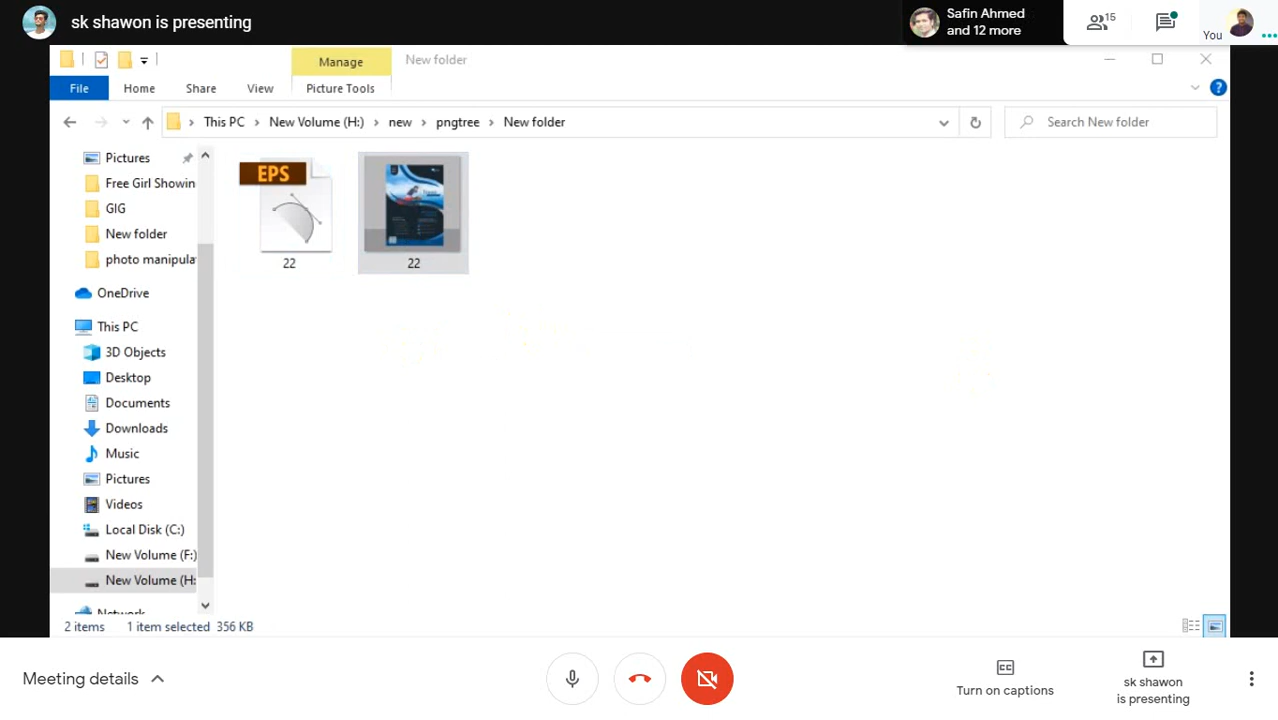 sk shawon is presenting
Safin Ahmed
and 12 more
15
You
Manage
New folder
File
Home
Share
View
Picture Tools
This PC
New Volume (H:)
new
pngtree
New folder
Search New folder
Pictures
Free Girl Showin
GIG
New folder
photo manipula
OneDrive
This PC
3D Objects
Desktop
Documents
Downloads
Music
Pictures
Videos
Local Disk (C:)
New Volume (F:)
New Volume (H:
Network
EPS
22
22
2 items
1 item selected 356 KB
Meeting details
CC
Turn on captions
sk shawon
is presenting